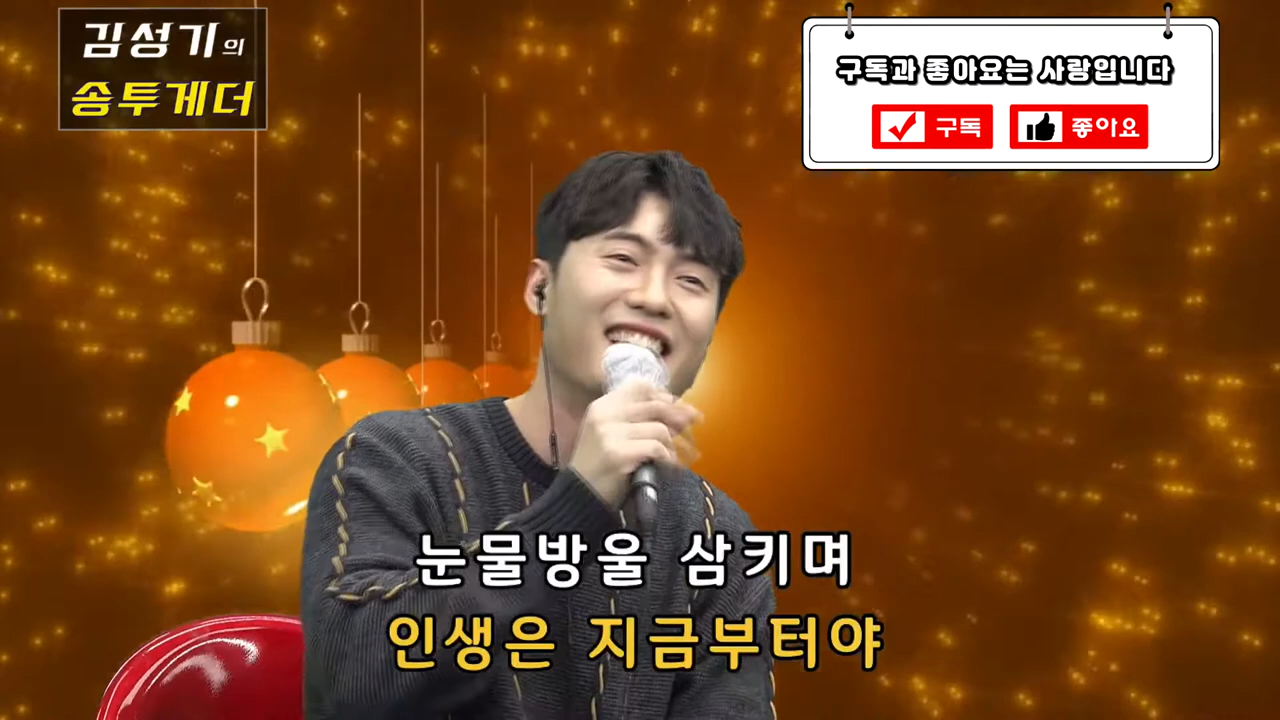 김성기의
송투게더
구독과 좋아요는 사랑입니다
구독
좋아요
눈물방울 삼키며
인생은 지금부터야